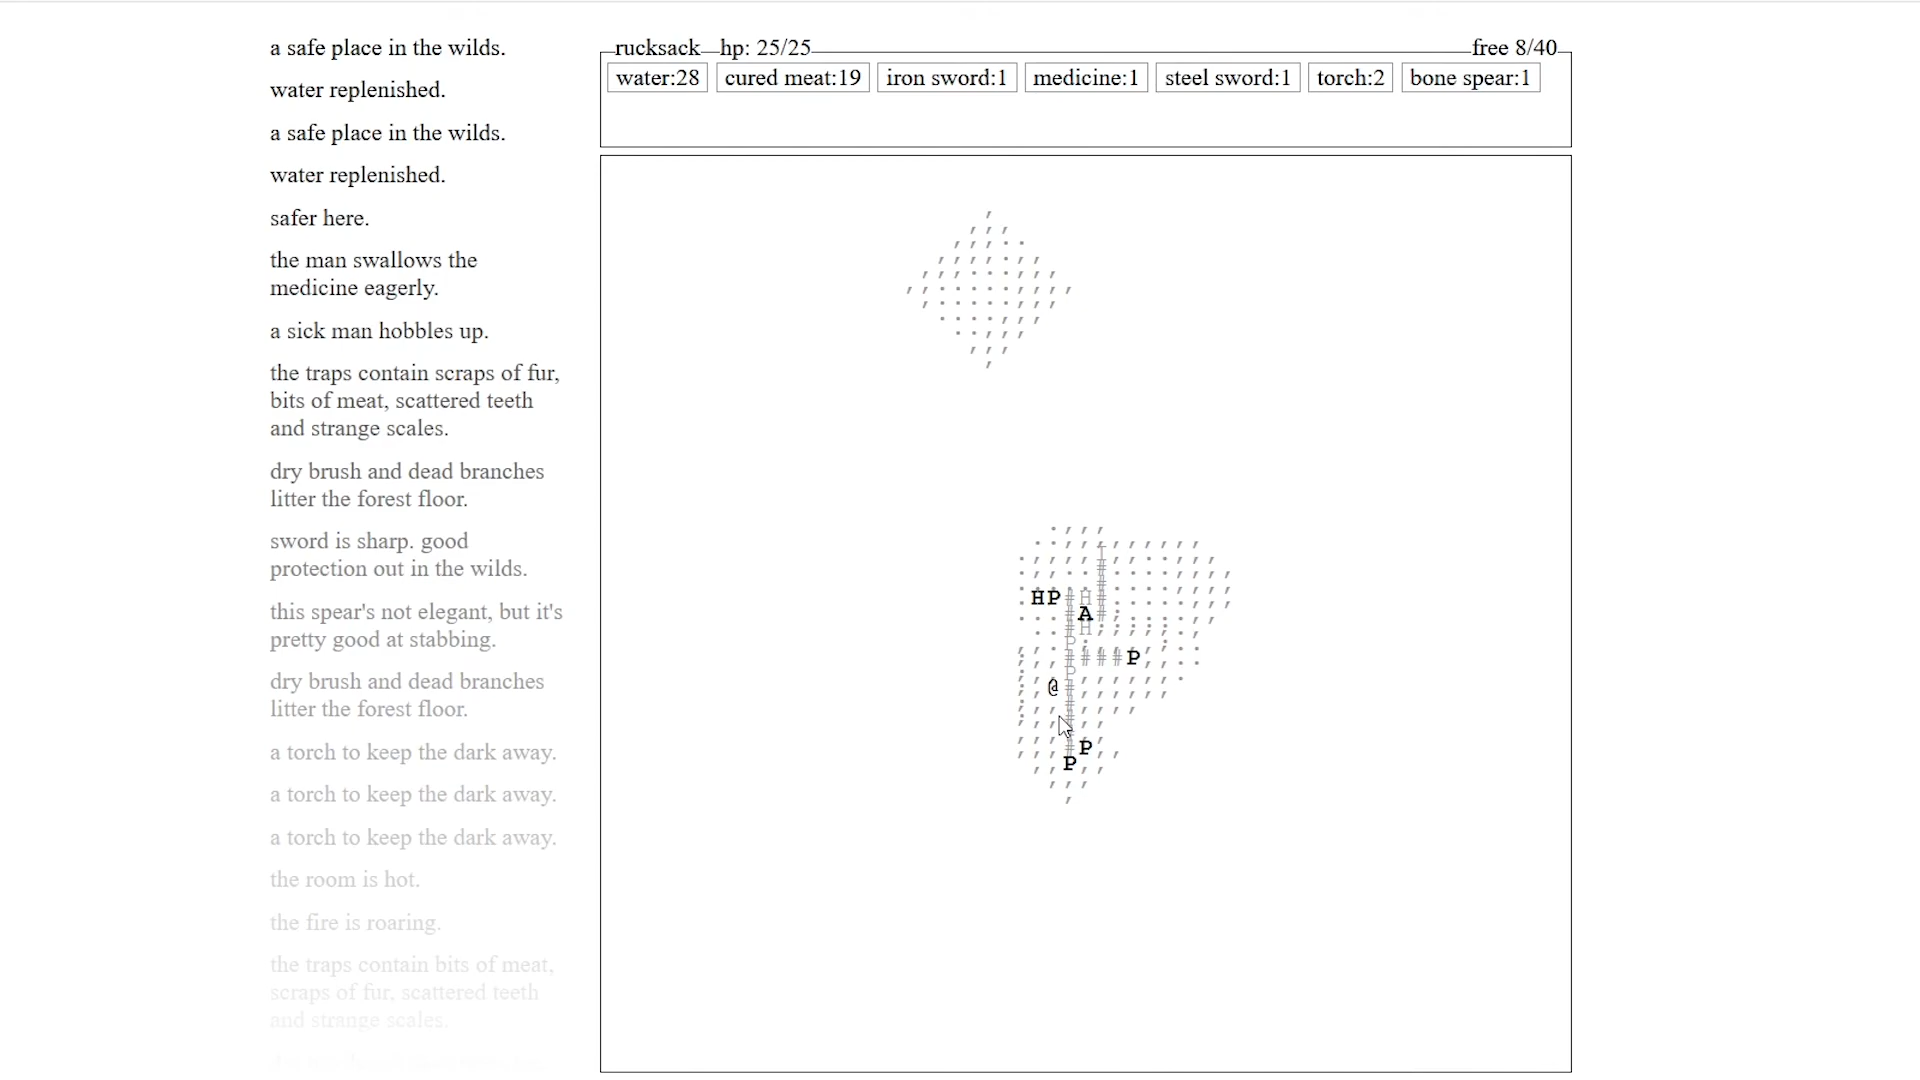 a safe place in the wilds.
water replenished.
a safe place in the wilds.
water replenished.
safer here.
the man swallows the
medicine eagerly.
a sick man hobbles up.
the traps contain scraps of fur,
bits of meat, scattered teeth
and strange scales.
dry brush and dead branches
litter the forest floor.
sword is sharp. good
protection out in the wilds.
this spear's not elegant, but it's
pretty good at stabbing.
dry brush and dead branches
litter the forest floor.
a torch to keep the dark away.
a torch to keep the dark away.
a torch to keep the dark away.
the room is hot.
the fire is roaring.
the traps contain bits of meat,
scraps of fur, scattered teeth
and strange scales.
rucksack hp: 25/25 free 8/40
water:28 cured meat:19 iron sword:1 medicine:1 steel sword:1 torch:2 bone spear:1
HP # H
# A #
H
P
# # # # P
P
@ #
# P
P